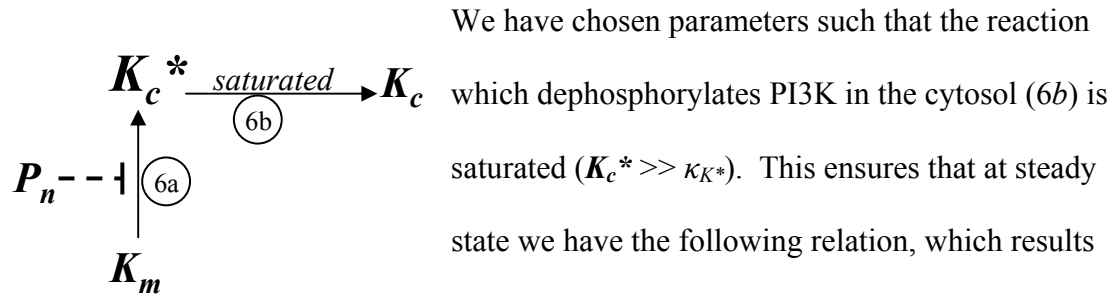 We have chosen parameters such that the reaction
K_c* saturated K_c which dephosphorylates PI3K in the cytosol (6b) is
6b
P_n 6a saturated (K_c* >> κ_{K*}). This ensures that at steady
state we have the following relation, which results
K_m